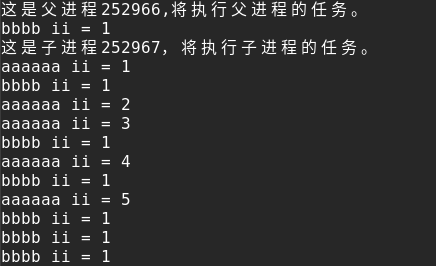 这是父进程252966,将执行父进程的任务。
bbbb ii = 1
这是子进程252967，将执行子进程的任务。
aaaaaa ii = 1
bbbb ii = 1
aaaaaa ii = 2
aaaaaa ii = 3
bbbb ii = 1
aaaaaa ii = 4
bbbb ii = 1
aaaaaa ii = 5
bbbb ii = 1
bbbb ii = 1
bbbb ii = 1